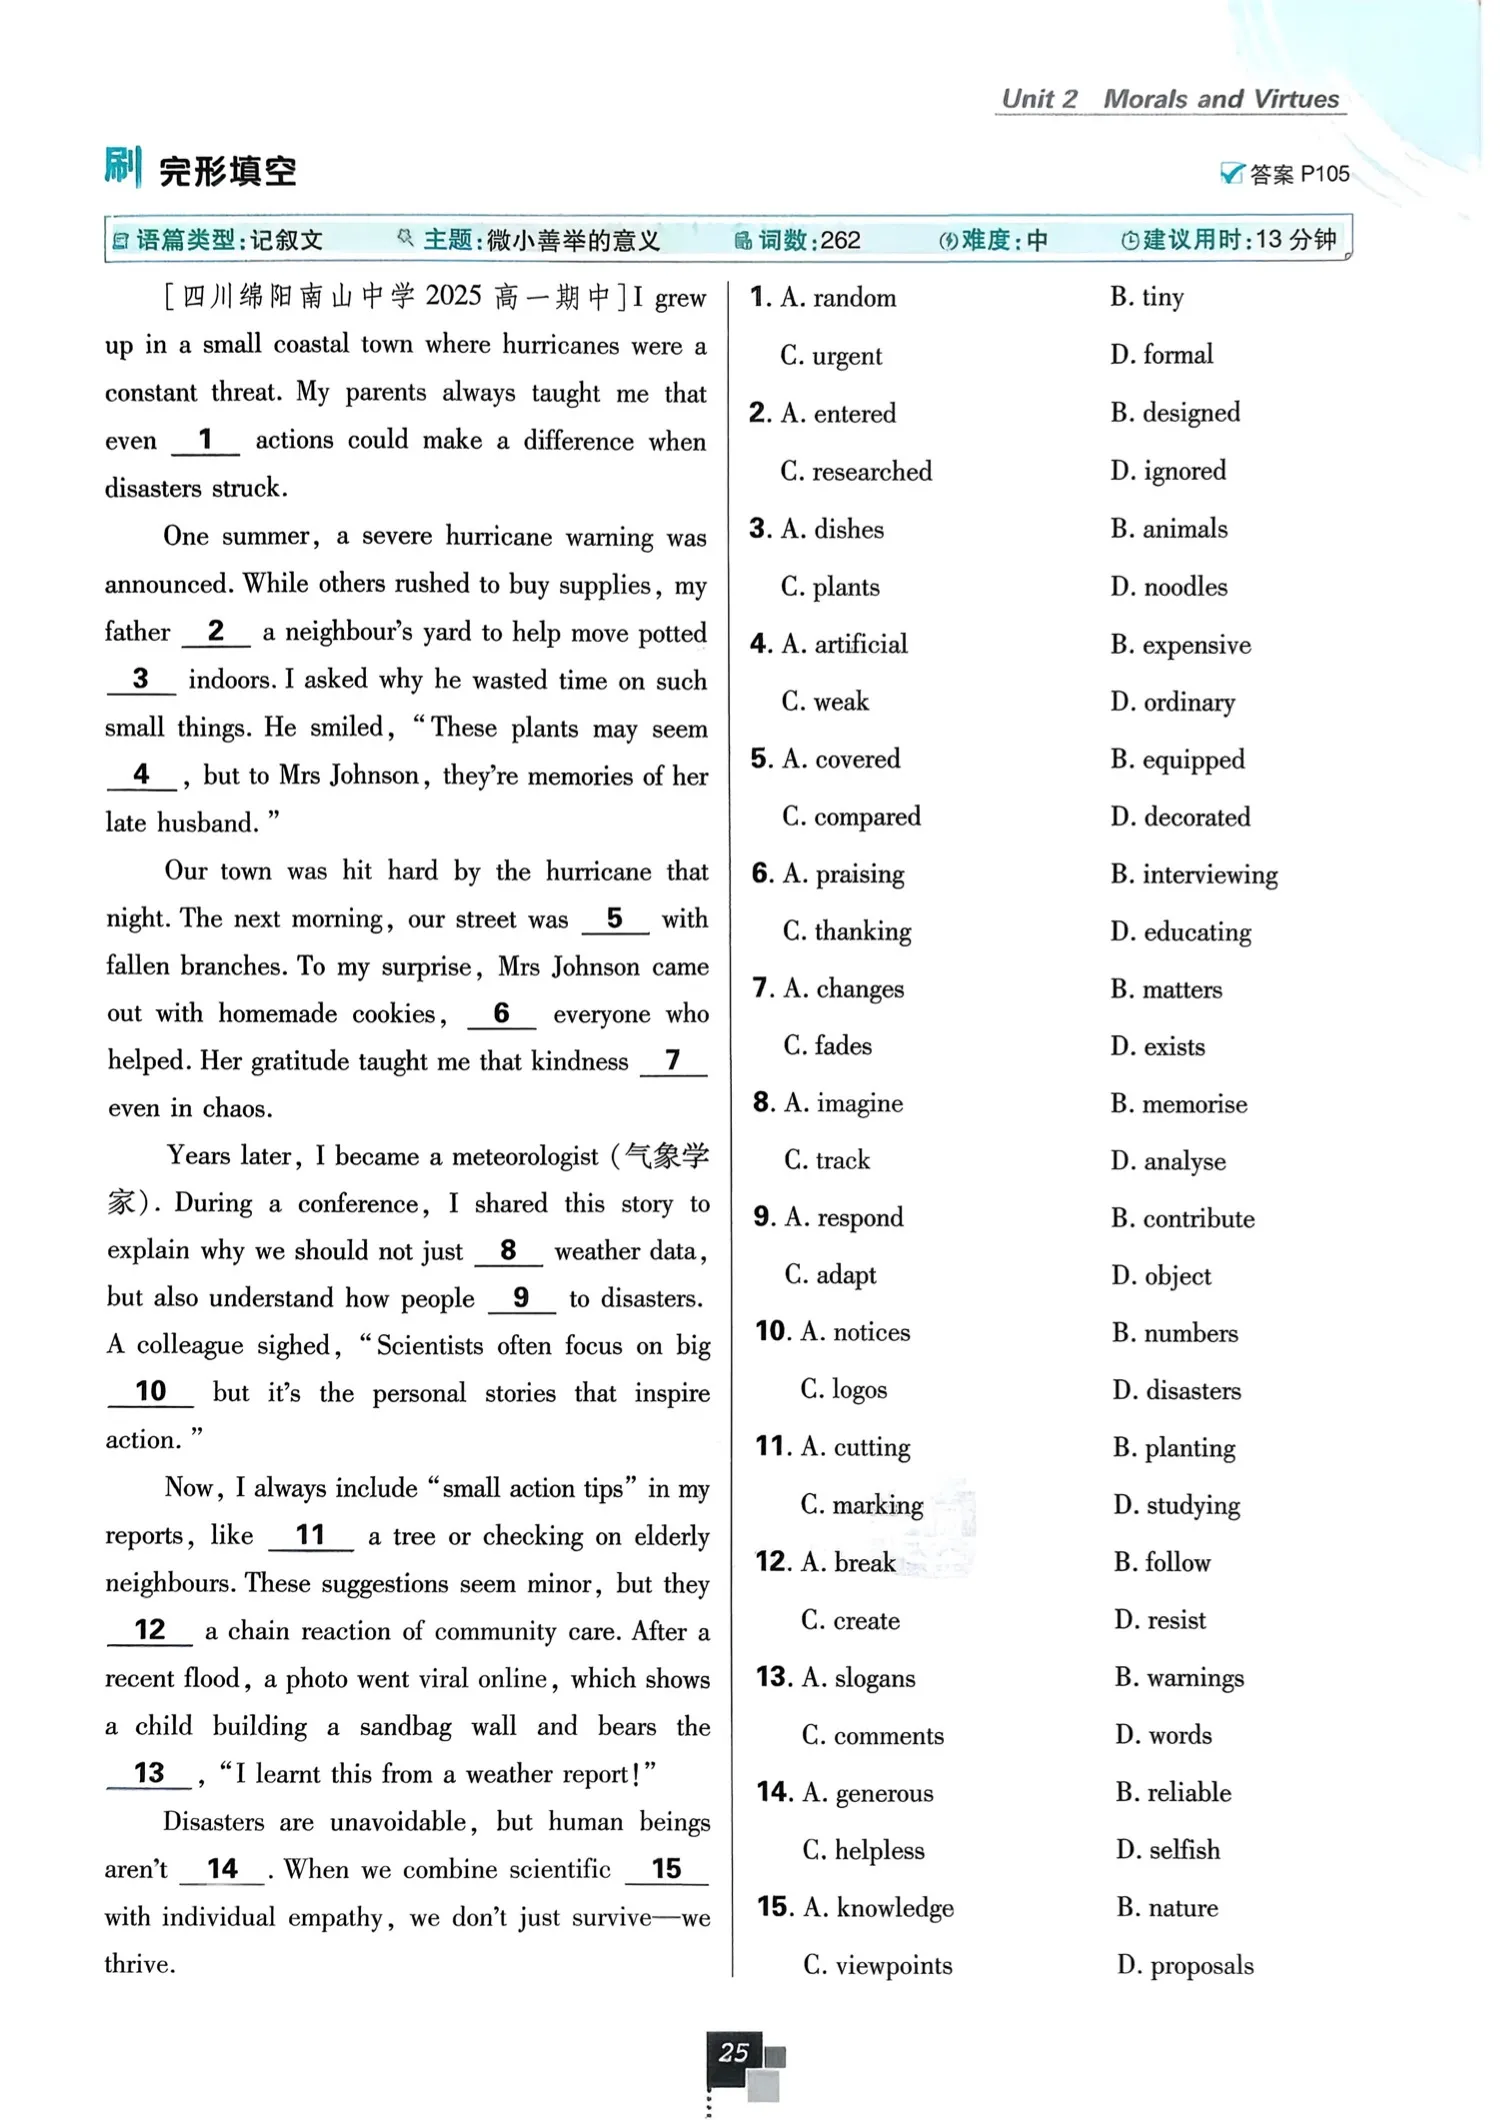 Unit 2 Morals and Virtues
刷 完形填空
答案 P105
语篇类型:记叙文 主题:微小善举的意义 词数:262 难度:中 建议用时:13 分钟
[四川绵阳南山中学 2025 高一期中]I grew
up in a small coastal town where hurricanes were a
constant threat. My parents always taught me that
even 1 actions could make a difference when
disasters struck.
One summer, a severe hurricane warning was
announced. While others rushed to buy supplies, my
father 2 a neighbour's yard to help move potted
3 indoors. I asked why he wasted time on such
small things. He smiled, “These plants may seem
4 , but to Mrs Johnson, they're memories of her
late husband.”
Our town was hit hard by the hurricane that
night. The next morning, our street was 5 with
fallen branches. To my surprise, Mrs Johnson came
out with homemade cookies, 6 everyone who
helped. Her gratitude taught me that kindness 7
even in chaos.
Years later, I became a meteorologist (气象学
家). During a conference, I shared this story to
explain why we should not just 8 weather data,
but also understand how people 9 to disasters.
A colleague sighed, “Scientists often focus on big
10 but it's the personal stories that inspire
action.”
Now, I always include “small action tips” in my
reports, like 11 a tree or checking on elderly
neighbours. These suggestions seem minor, but they
12 a chain reaction of community care. After a
recent flood, a photo went viral online, which shows
a child building a sandbag wall and bears the
13 , “I learnt this from a weather report!”
Disasters are unavoidable, but human beings
aren't 14 . When we combine scientific 15
with individual empathy, we don't just survive—we
thrive.
1. A. random B. tiny
C. urgent D. formal
2. A. entered B. designed
C. researched D. ignored
3. A. dishes B. animals
C. plants D. noodles
4. A. artificial B. expensive
C. weak D. ordinary
5. A. covered B. equipped
C. compared D. decorated
6. A. praising B. interviewing
C. thanking D. educating
7. A. changes B. matters
C. fades D. exists
8. A. imagine B. memorise
C. track D. analyse
9. A. respond B. contribute
C. adapt D. object
10. A. notices B. numbers
C. logos D. disasters
11. A. cutting B. planting
C. marking D. studying
12. A. break B. follow
C. create D. resist
13. A. slogans B. warnings
C. comments D. words
14. A. generous B. reliable
C. helpless D. selfish
15. A. knowledge B. nature
C. viewpoints D. proposals
25